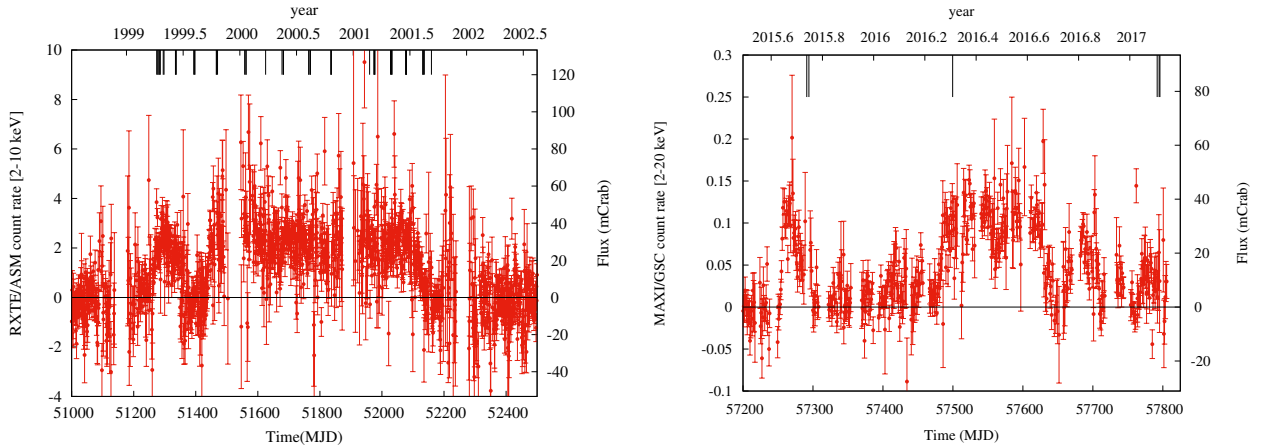 year
1999 1999.5 2000 2000.5 2001 2001.5 2002 2002.5
10
8
6
4
2
0
-2
-4
120
100
80
60
40
20
0
-20
-40
RXTE/ASM count rate [2-10 keV]
Flux (mCrab)
51000 51200 51400 51600 51800 52000 52200 52400
Time(MJD)
year
2015.6 2015.8 2016 2016.2 2016.4 2016.6 2016.8 2017
0.3
0.25
0.2
0.15
0.1
0.05
0
-0.05
-0.1
80
60
40
20
0
-20
MAXI/GSC count rate [2-20 keV]
Flux (mCrab)
57200 57300 57400 57500 57600 57700 57800
Time (MJD)